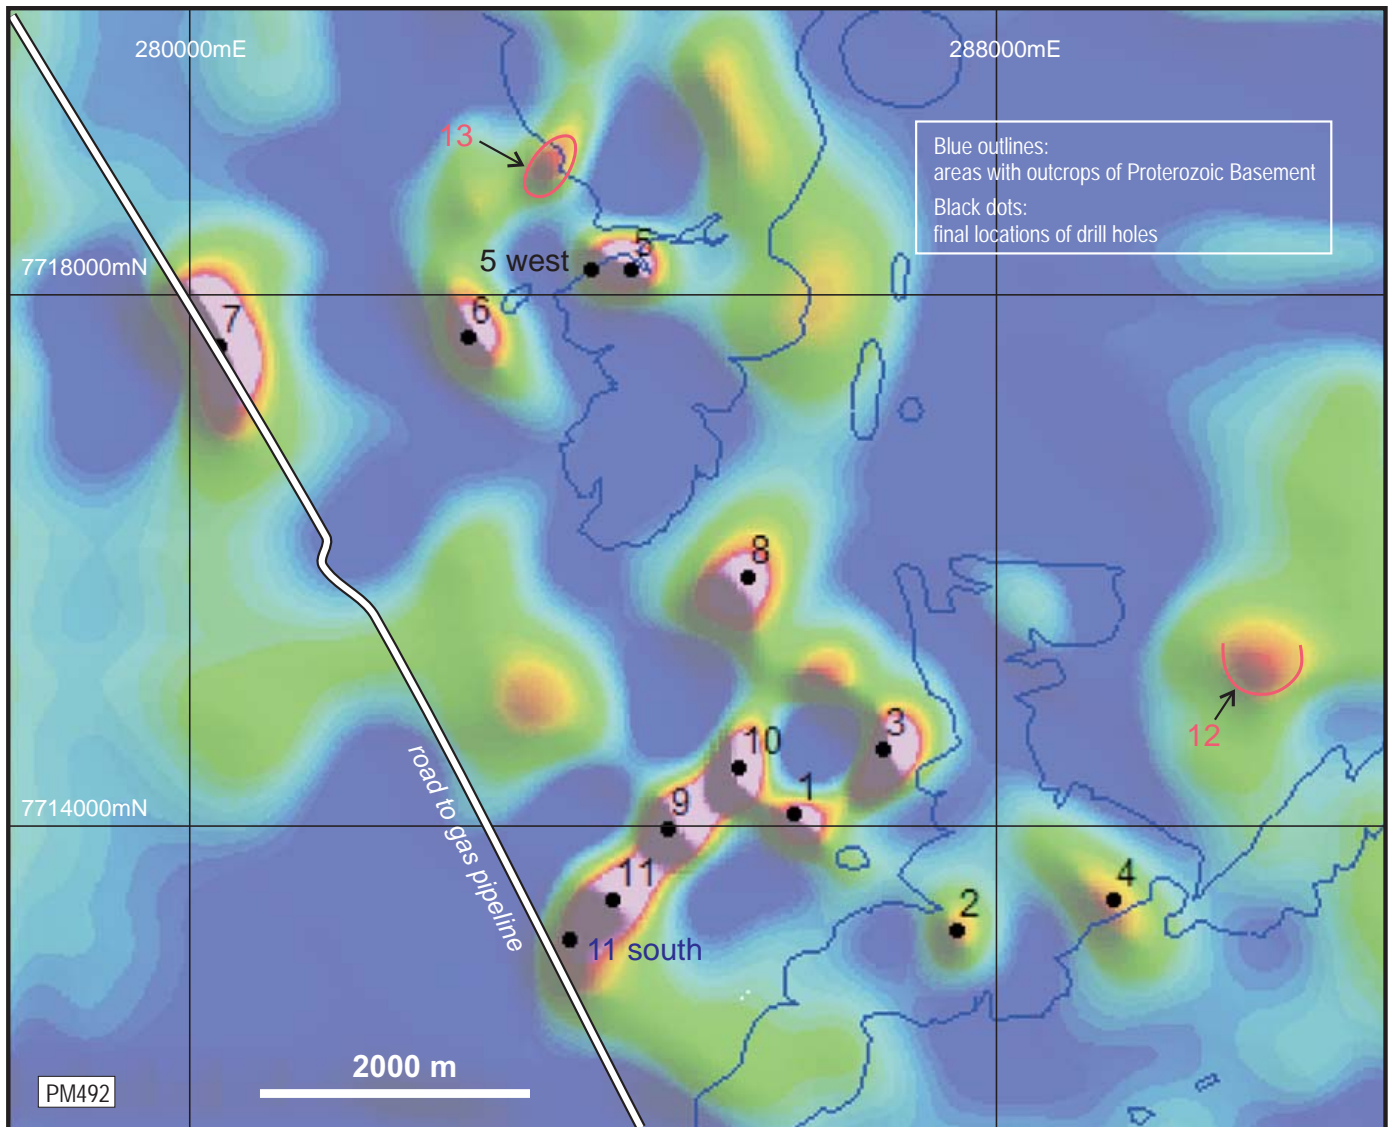 280000mE
288000mE
13
Blue outlines:
areas with outcrops of Proterozoic Basement
Black dots:
final locations of drill holes
5
5 west
7718000mN
6
7
8
12
3
10
1
9
7714000mN
road to gas pipeline
11
4
2
11 south
2000 m
PM492